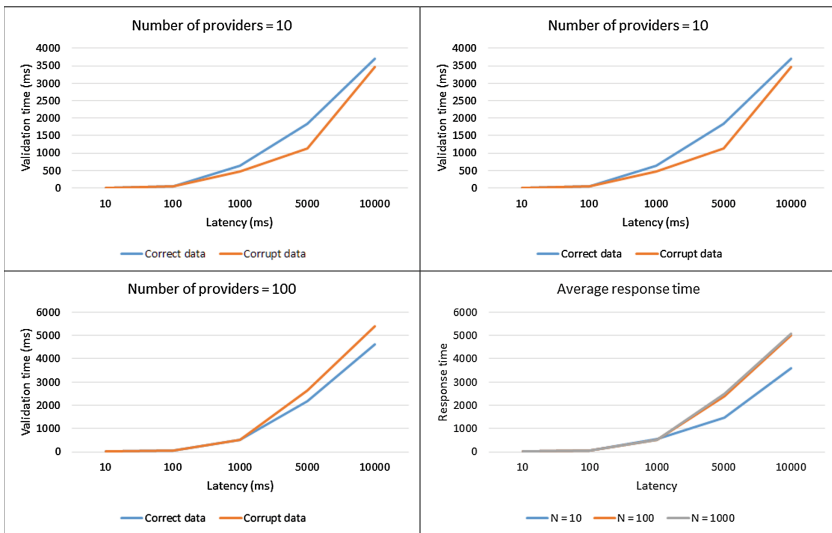 Number of providers = 10
Validation time (ms)
4000
3500
3000
2500
2000
1500
1000
500
0
10 100 1000 5000 10000
Latency (ms)
Correct data Corrupt data
Number of providers = 10
Validation time (ms)
4000
3500
3000
2500
2000
1500
1000
500
0
10 100 1000 5000 10000
Latency (ms)
Correct data Corrupt data
Number of providers = 100
Validation time (ms)
6000
5000
4000
3000
2000
1000
0
10 100 1000 5000 10000
Latency (ms)
Correct data Corrupt data
Average response time
Response time
6000
5000
4000
3000
2000
1000
0
10 100 1000 5000 10000
Latency
N = 10 N = 100 N = 1000